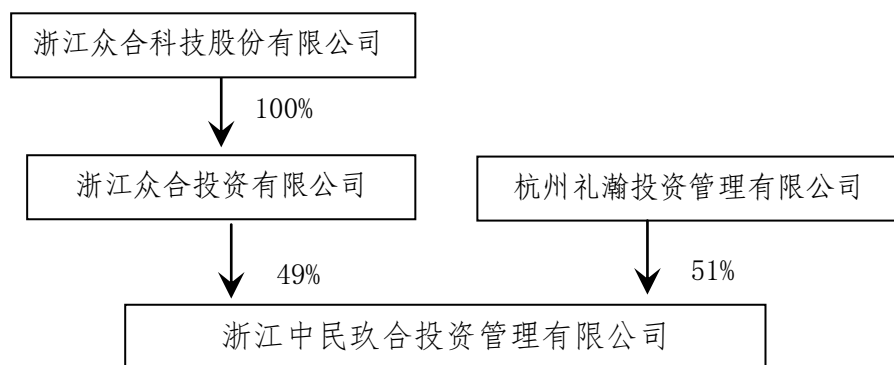 浙江众合科技股份有限公司
100%
浙江众合投资有限公司
杭州礼瀚投资管理有限公司
49%
51%
浙江中民玖合投资管理有限公司